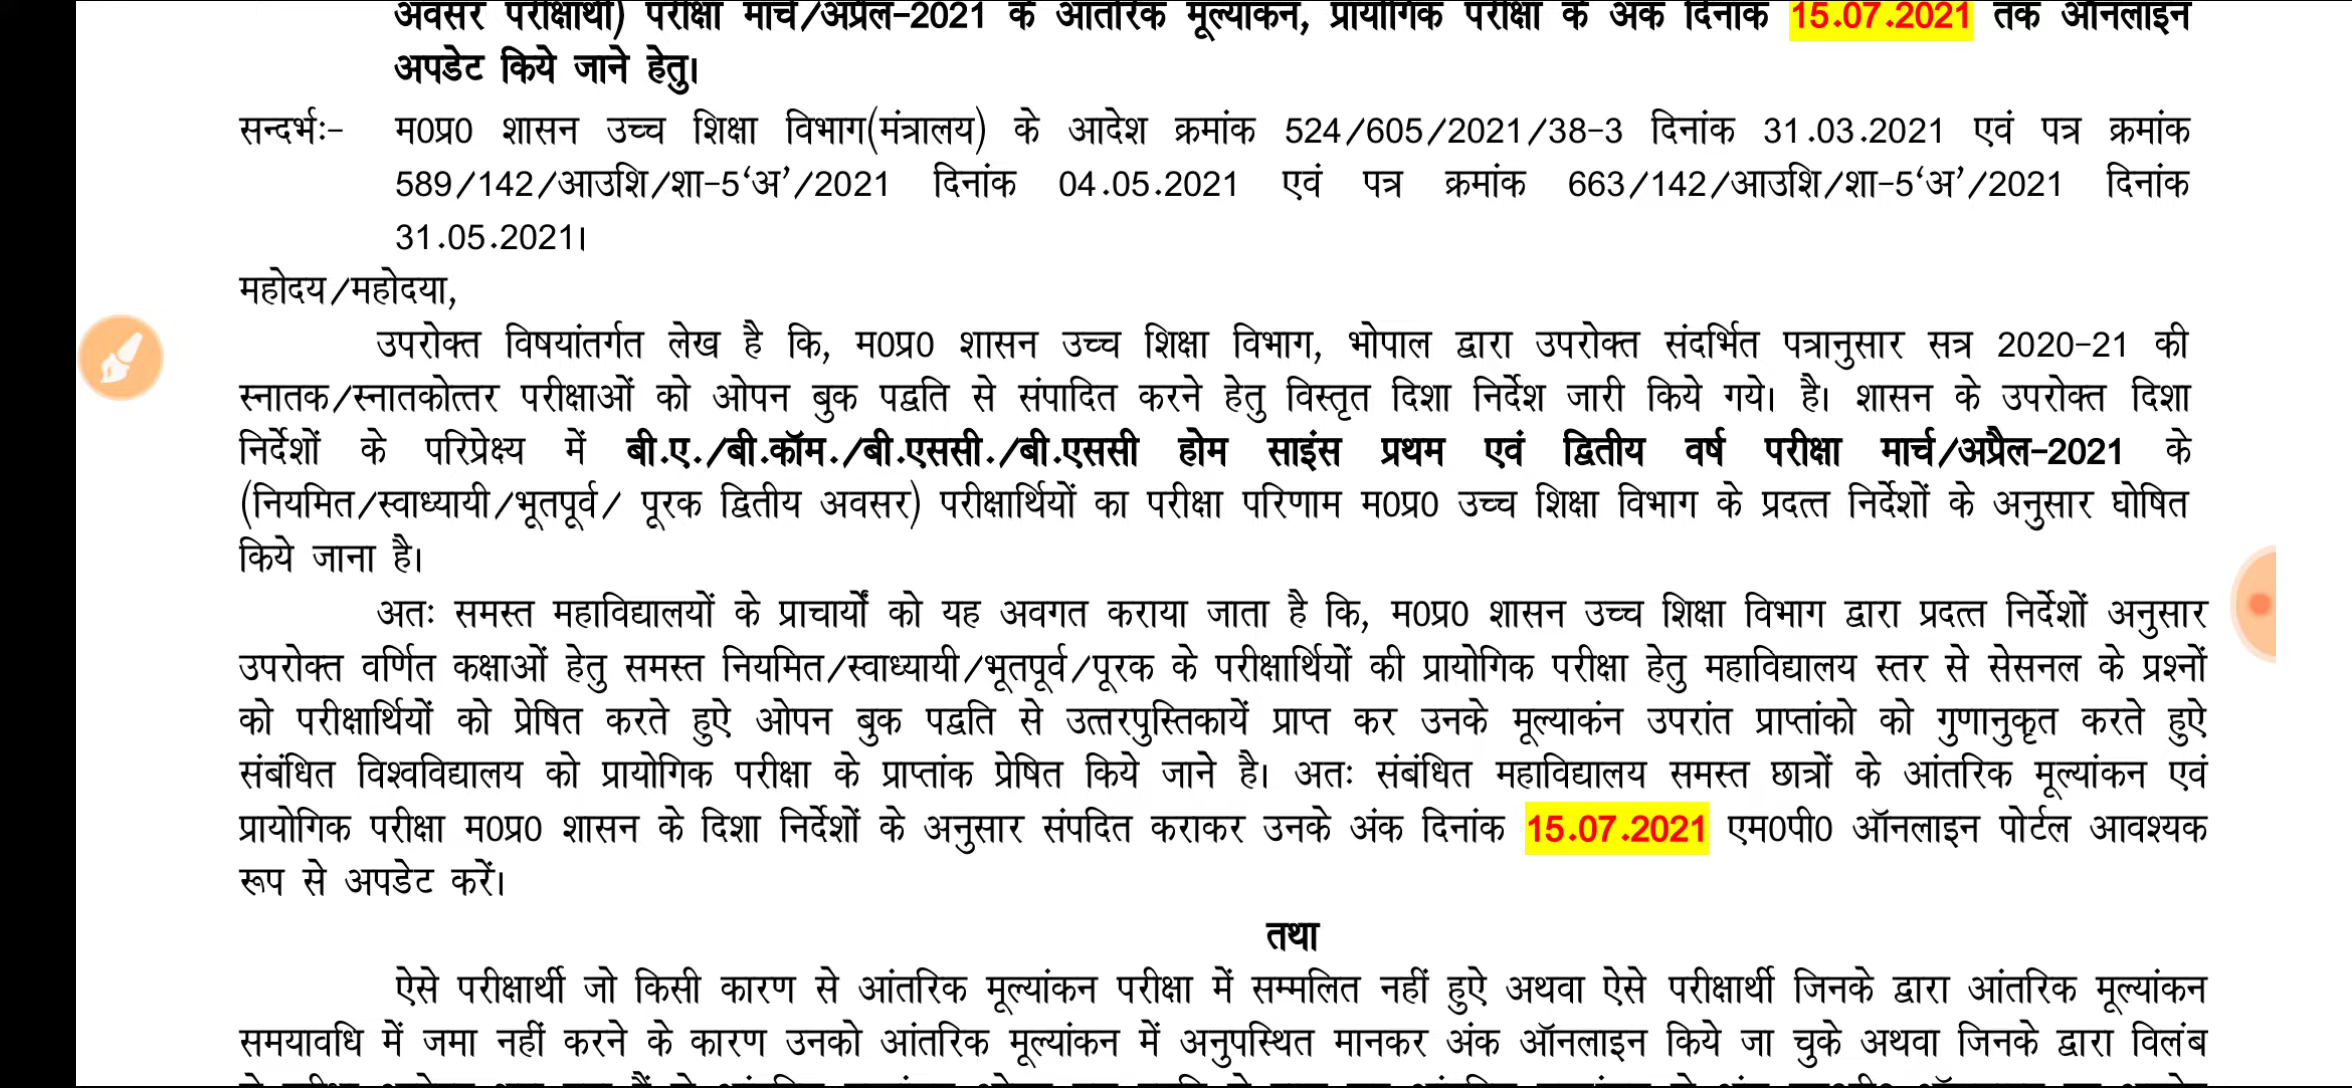 अवसर परीक्षार्थी) परीक्षा मार्च/अप्रैल-2021 के आंतरिक मूल्यांकन, प्रायोगिक परीक्षा के अंक दिनांक 15.07.2021 तक ऑनलाइन
अपडेट किये जाने हेतु।
सन्दर्भः- म0प्र0 शासन उच्च शिक्षा विभाग(मंत्रालय) के आदेश क्रमांक 524/605/2021/38-3 दिनांक 31.03.2021 एवं पत्र क्रमांक
589/142/आउशि/शा-5‘अ’/2021 दिनांक 04.05.2021 एवं पत्र क्रमांक 663/142/आउशि/शा-5‘अ’/2021 दिनांक
31.05.2021।
महोदय/महोदया,
उपरोक्त विषयांतर्गत लेख है कि, म0प्र0 शासन उच्च शिक्षा विभाग, भोपाल द्वारा उपरोक्त संदर्भित पत्रानुसार सत्र 2020-21 की
स्नातक/स्नातकोत्तर परीक्षाओं को ओपन बुक पद्वति से संपादित करने हेतु विस्तृत दिशा निर्देश जारी किये गये। है। शासन के उपरोक्त दिशा
निर्देशों के परिप्रेक्ष्य में बी.ए./बी.कॉम./बी.एससी./बी.एससी होम साइंस प्रथम एवं द्वितीय वर्ष परीक्षा मार्च/अप्रैल-2021 के
(नियमित/स्वाध्यायी/भूतपूर्व/ पूरक द्वितीय अवसर) परीक्षार्थियों का परीक्षा परिणाम म0प्र0 उच्च शिक्षा विभाग के प्रदत्त निर्देशों के अनुसार घोषित
किये जाना है।
अतः समस्त महाविद्यालयों के प्राचार्यों को यह अवगत कराया जाता है कि, म0प्र0 शासन उच्च शिक्षा विभाग द्वारा प्रदत्त निर्देशों अनुसार
उपरोक्त वर्णित कक्षाओं हेतु समस्त नियमित/स्वाध्यायी/भूतपूर्व/पूरक के परीक्षार्थियों की प्रायोगिक परीक्षा हेतु महाविद्यालय स्तर से सेसनल के प्रश्नों
को परीक्षार्थियों को प्रेषित करते हुऐ ओपन बुक पद्वति से उत्तरपुस्तिकायें प्राप्त कर उनके मूल्याकंन उपरांत प्राप्तांको को गुणानुकृत करते हुऐ
संबंधित विश्वविद्यालय को प्रायोगिक परीक्षा के प्राप्तांक प्रेषित किये जाने है। अतः संबंधित महाविद्यालय समस्त छात्रों के आंतरिक मूल्यांकन एवं
प्रायोगिक परीक्षा म0प्र0 शासन के दिशा निर्देशों के अनुसार संपदित कराकर उनके अंक दिनांक 15.07.2021 एम0पी0 ऑनलाइन पोर्टल आवश्यक
रूप से अपडेट करें।
तथा
ऐसे परीक्षार्थी जो किसी कारण से आंतरिक मूल्यांकन परीक्षा में सम्मलित नहीं हुऐ अथवा ऐसे परीक्षार्थी जिनके द्वारा आंतरिक मूल्यांकन
समयावधि में जमा नहीं करने के कारण उनको आंतरिक मूल्यांकन में अनुपस्थित मानकर अंक ऑनलाइन किये जा चुके अथवा जिनके द्वारा विलंब